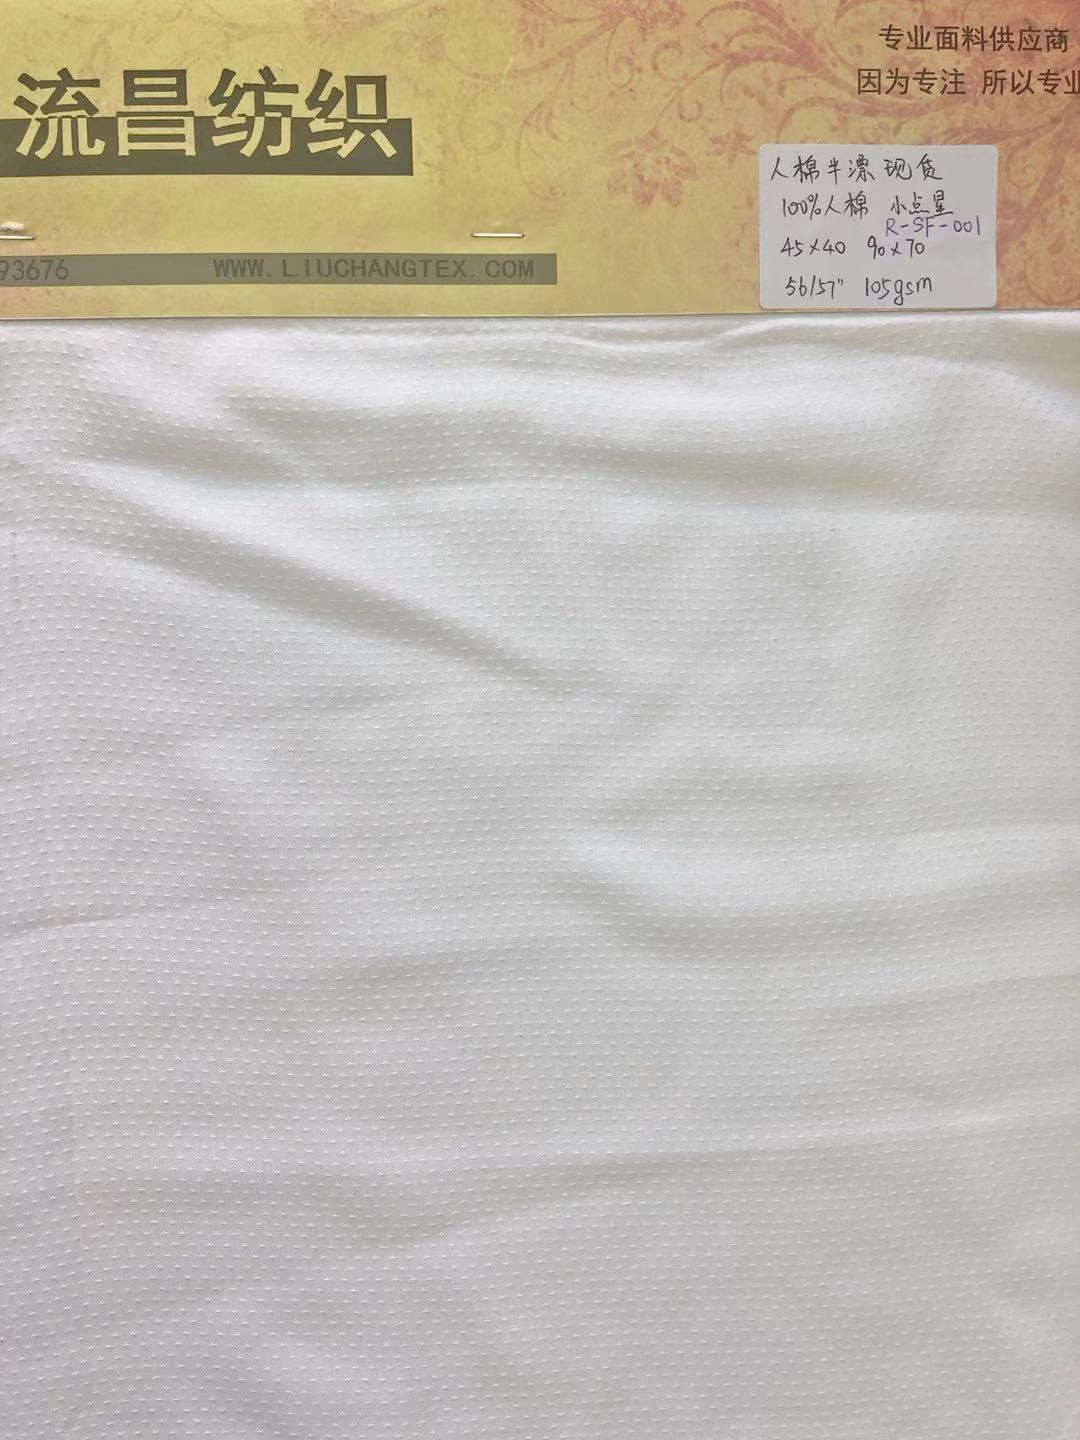 专业面料供应商
因为专注 所以专业
流昌纺织
人棉半漂现货
100%人棉 小点星
R-SF-001
45×40 90×70
56/57" 105gsm
93676
WWW.LIUCHANGTEX.COM